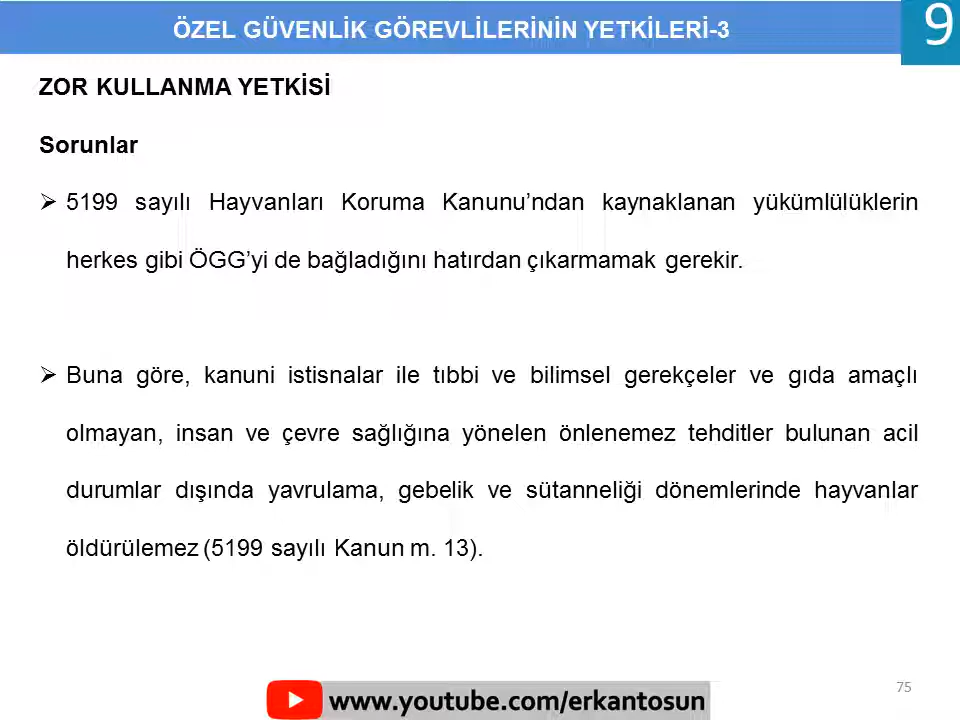 ÖZEL GÜVENLİK GÖREVLİLERİNİN YETKİLERİ-3
9
ZOR KULLANMA YETKİSİ
Sorunlar
➢ 5199 sayılı Hayvanları Koruma Kanunu’ndan kaynaklanan yükümlülüklerin
herkes gibi ÖGG’yi de bağladığını hatırdan çıkarmamak gerekir.
➢ Buna göre, kanuni istisnalar ile tıbbi ve bilimsel gerekçeler ve gıda amaçlı
olmayan, insan ve çevre sağlığına yönelen önlenemez tehditler bulunan acil
durumlar dışında yavrulama, gebelik ve sütanneliği dönemlerinde hayvanlar
öldürülemez (5199 sayılı Kanun m. 13).
75
www.youtube.com/erkantosun